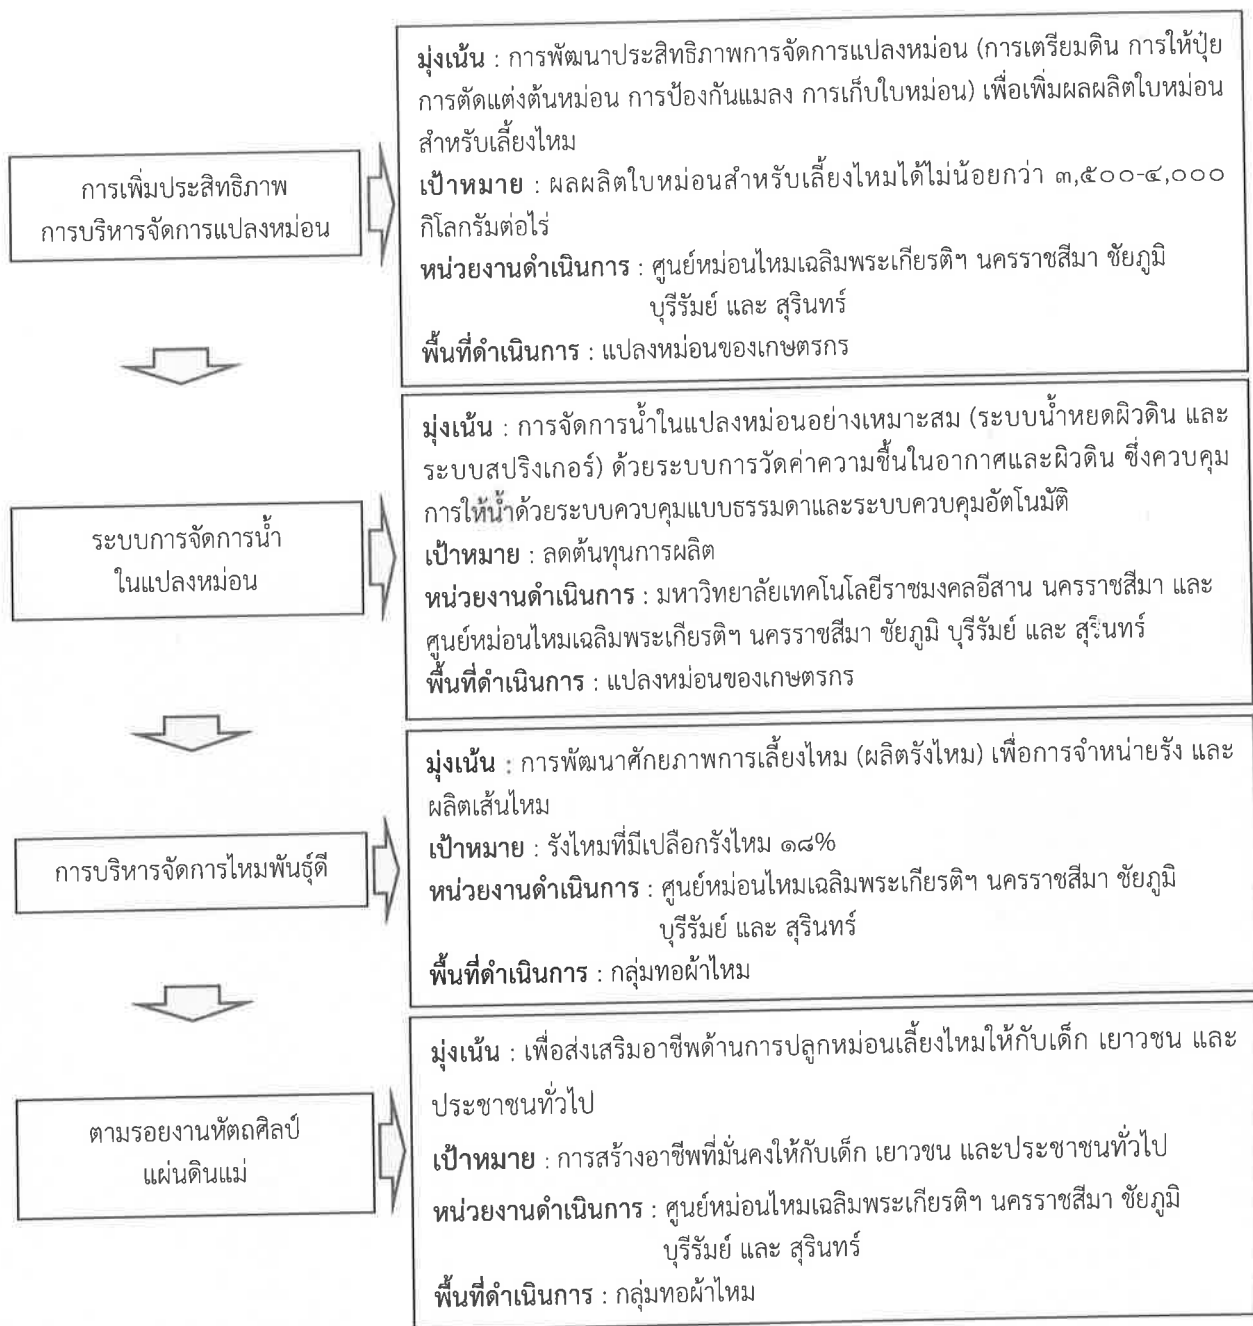 การเพิ่มประสิทธิภาพ
การบริหารจัดการแปลงหม่อน
มุ่งเน้น : การพัฒนาประสิทธิภาพการจัดการแปลงหม่อน (การเตรียมดิน การให้ปุ๋ย
การตัดแต่งต้นหม่อน การป้องกันแมลง การเก็บใบหม่อน) เพื่อเพิ่มผลผลิตใบหม่อน
สำหรับเลี้ยงไหม
เป้าหมาย : ผลผลิตใบหม่อนสำหรับเลี้ยงไหมได้ไม่น้อยกว่า ๓,๕๐๐-๔,๐๐๐
กิโลกรัมต่อไร่
หน่วยงานดำเนินการ : ศูนย์หม่อนไหมเฉลิมพระเกียรติฯ นครราชสีมา ชัยภูมิ
บุรีรัมย์ และ สุรินทร์
พื้นที่ดำเนินการ : แปลงหม่อนของเกษตรกร
ระบบการจัดการน้ำ
ในแปลงหม่อน
มุ่งเน้น : การจัดการน้ำในแปลงหม่อนอย่างเหมาะสม (ระบบน้ำหยดผิวดิน และ
ระบบสปริงเกอร์) ด้วยระบบการวัดค่าความชื้นในอากาศและผิวดิน ซึ่งควบคุม
การให้น้ำด้วยระบบควบคุมแบบธรรมดาและระบบควบคุมอัตโนมัติ
เป้าหมาย : ลดต้นทุนการผลิต
หน่วยงานดำเนินการ : มหาวิทยาลัยเทคโนโลยีราชมงคลอีสาน นครราชสีมา และ
ศูนย์หม่อนไหมเฉลิมพระเกียรติฯ นครราชสีมา ชัยภูมิ บุรีรัมย์ และ สุรินทร์
พื้นที่ดำเนินการ : แปลงหม่อนของเกษตรกร
การบริหารจัดการไหมพันธุ์ดี
มุ่งเน้น : การพัฒนาศักยภาพการเลี้ยงไหม (ผลิตรังไหม) เพื่อการจำหน่ายรัง และ
ผลิตเส้นไหม
เป้าหมาย : รังไหมที่มีเปลือกรังไหม ๑๘%
หน่วยงานดำเนินการ : ศูนย์หม่อนไหมเฉลิมพระเกียรติฯ นครราชสีมา ชัยภูมิ
บุรีรัมย์ และ สุรินทร์
พื้นที่ดำเนินการ : กลุ่มทอผ้าไหม
ตามรอยงานหัตถศิลป์
แผ่นดินแม่
มุ่งเน้น : เพื่อส่งเสริมอาชีพด้านการปลูกหม่อนเลี้ยงไหมให้กับเด็ก เยาวชน และ
ประชาชนทั่วไป
เป้าหมาย : การสร้างอาชีพที่มั่นคงให้กับเด็ก เยาวชน และประชาชนทั่วไป
หน่วยงานดำเนินการ : ศูนย์หม่อนไหมเฉลิมพระเกียรติฯ นครราชสีมา ชัยภูมิ
บุรีรัมย์ และ สุรินทร์
พื้นที่ดำเนินการ : กลุ่มทอผ้าไหม